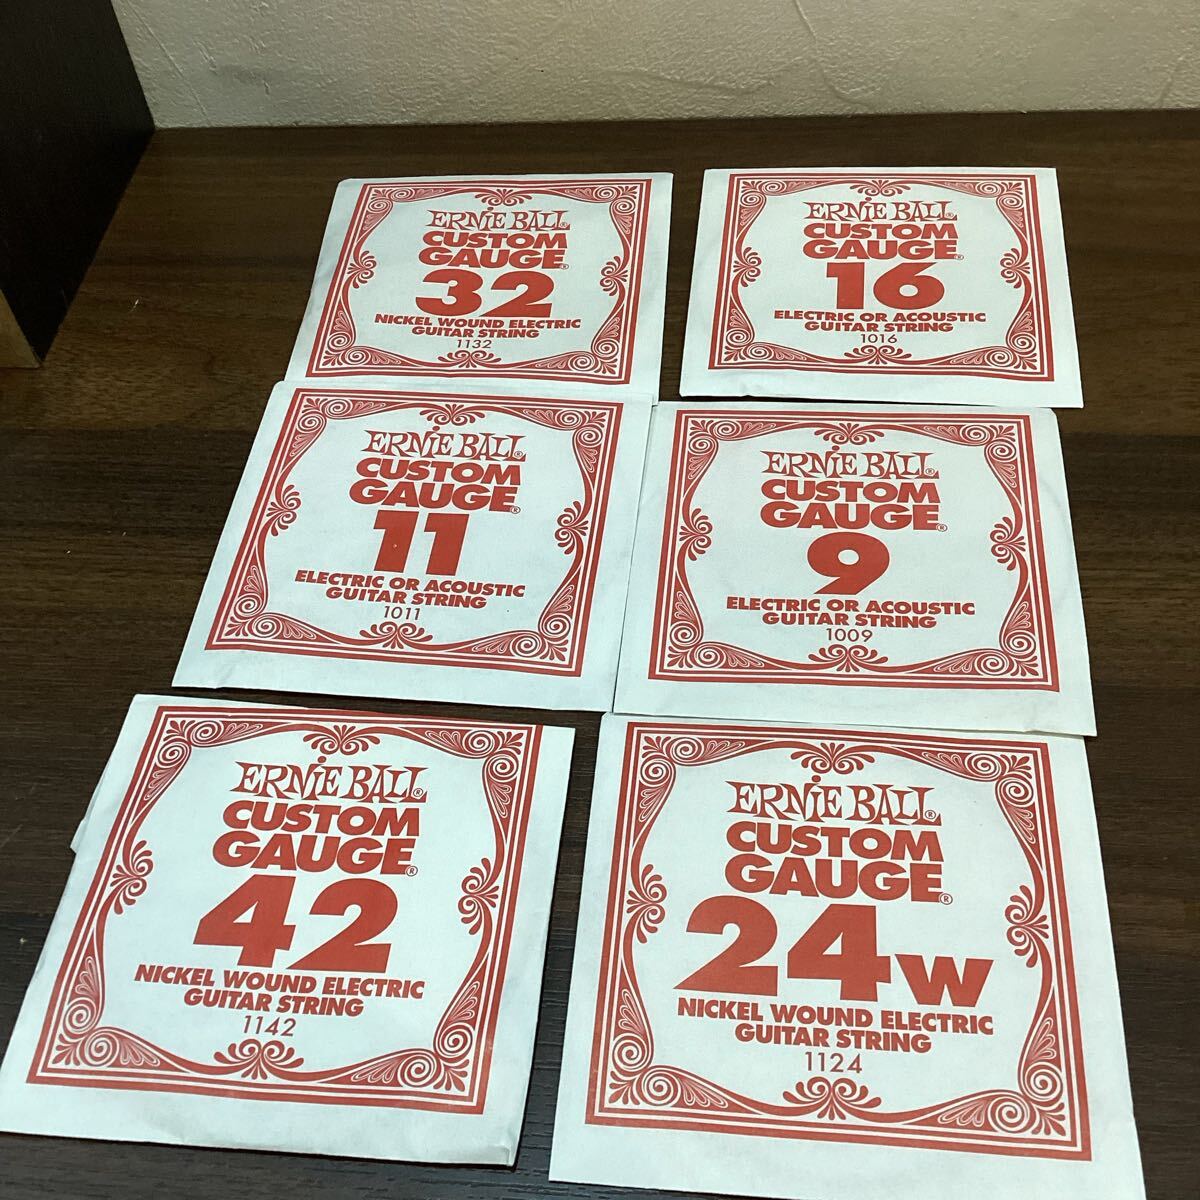 ERNIE BALL®
CUSTOM
GAUGE®
32
NICKEL WOUND ELECTRIC
GUITAR STRING
1132
ERNIE BALL®
CUSTOM
GAUGE®
16
ELECTRIC OR ACOUSTIC
GUITAR STRING
1016
ERNIE BALL®
CUSTOM
GAUGE®
11
ELECTRIC OR ACOUSTIC
GUITAR STRING
1011
ERNIE BALL®
CUSTOM
GAUGE®
9
ELECTRIC OR ACOUSTIC
GUITAR STRING
1009
ERNIE BALL®
CUSTOM
GAUGE®
42
NICKEL WOUND ELECTRIC
GUITAR STRING
1142
ERNIE BALL®
CUSTOM
GAUGE®
24W
NICKEL WOUND ELECTRIC
GUITAR STRING
1124